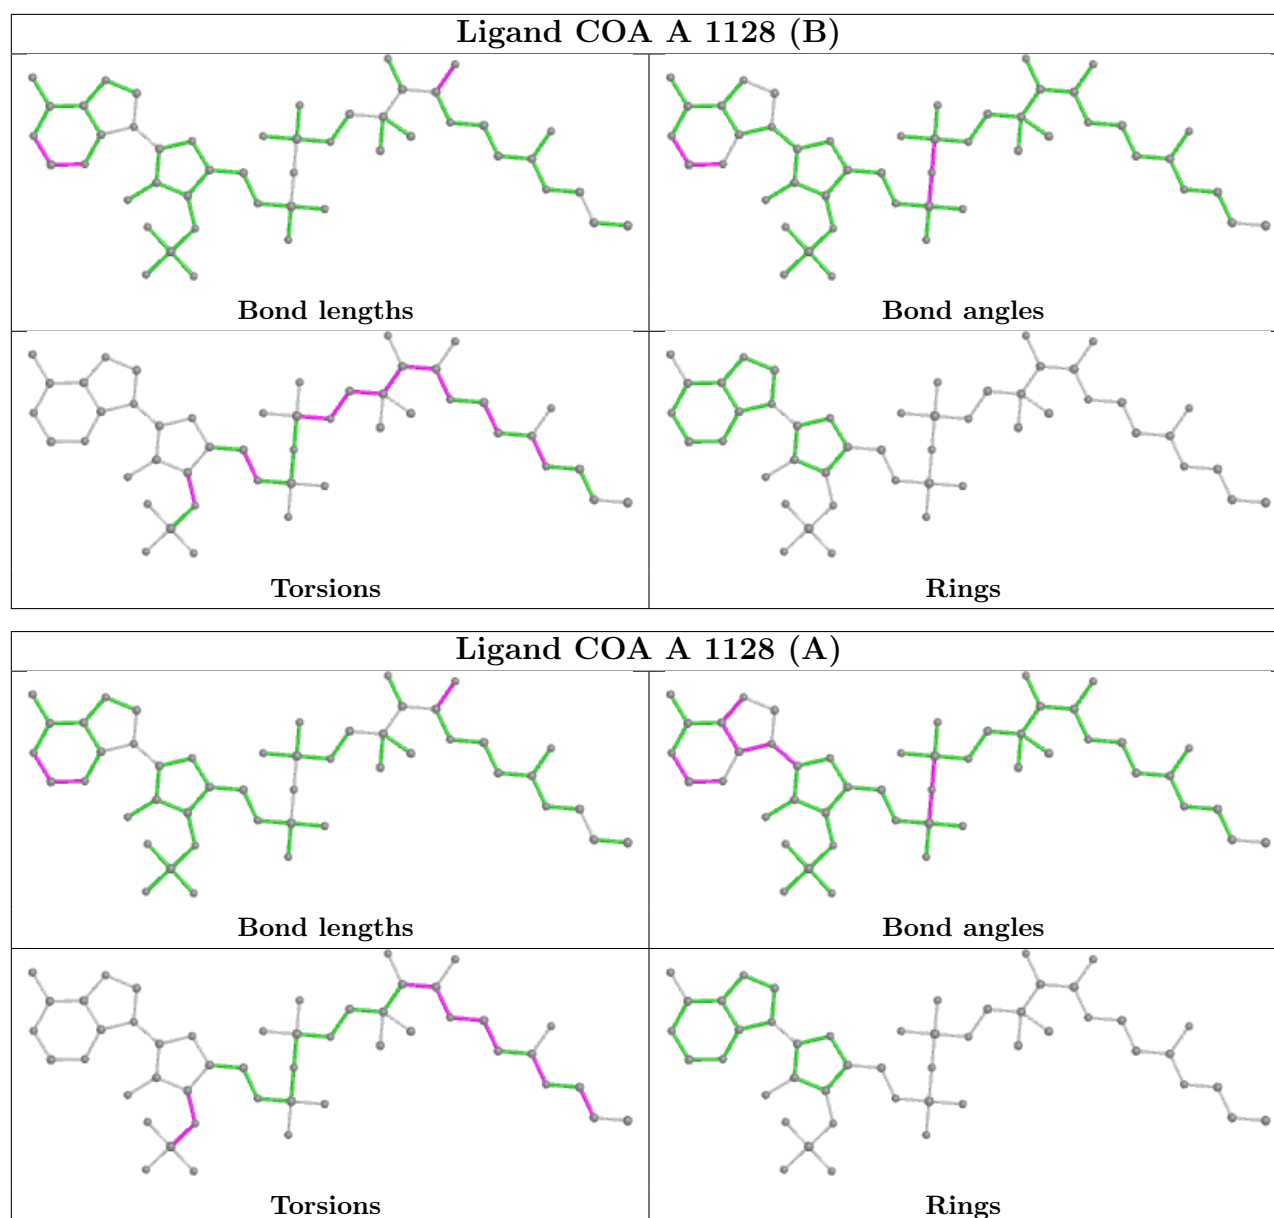 Ligand COA A 1128 (B)
Bond lengths
Bond angles
Torsions
Rings
Ligand COA A 1128 (A)
Bond lengths
Bond angles
Torsions
Rings